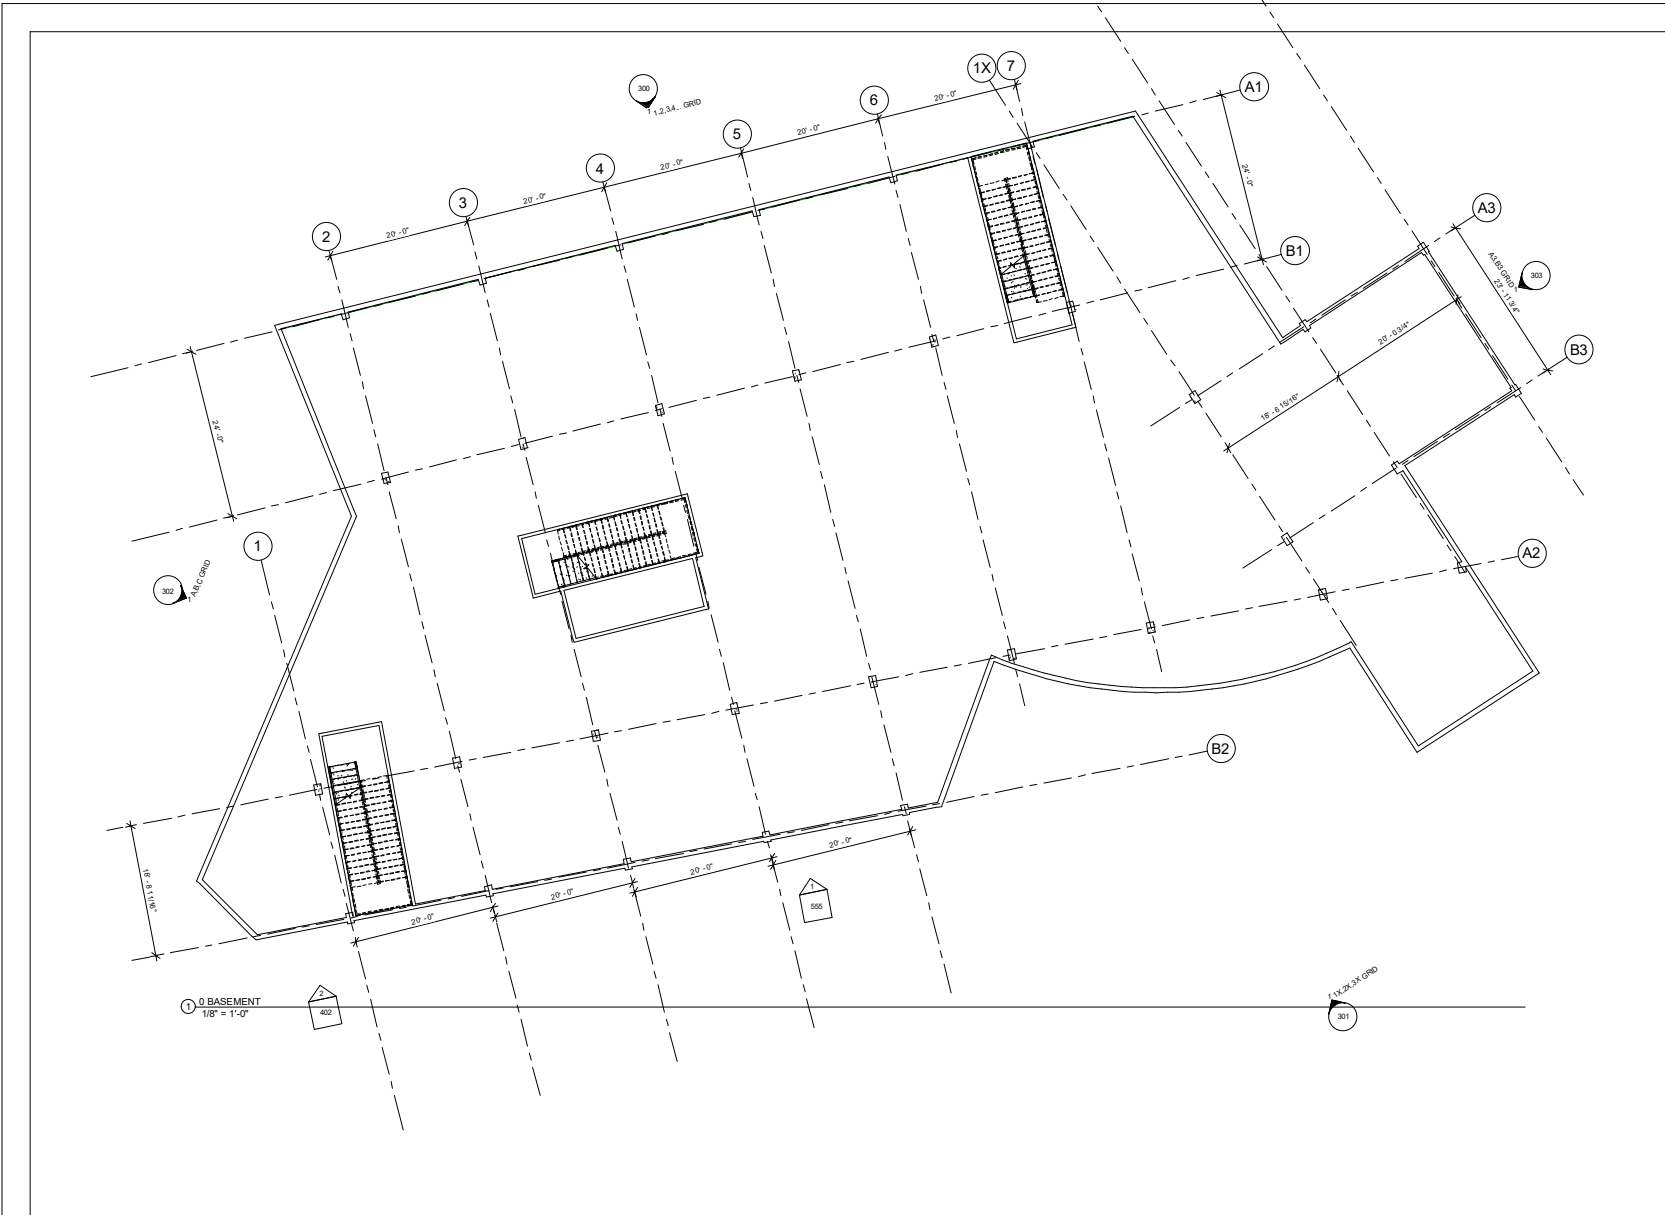 300
1,2,3,4... GRID
1X
7
6
5
4
3
2
A1
20' - 0"
20' - 0"
20' - 0"
20' - 0"
20' - 0"
24' - 0"
A3
B1
303
A3,B3 GRID
23' - 11 3/4"
20' - 0 3/4"
B3
18' - 6 15/16"
24' - 0"
1
A2
302
A,B,C GRID
B2
18' - 8 11/16"
20' - 0"
20' - 0"
20' - 0"
20' - 0"
1
555
1
0 BASEMENT
1/8" = 1'-0"
2
402
1X,2X,3X GRID
301